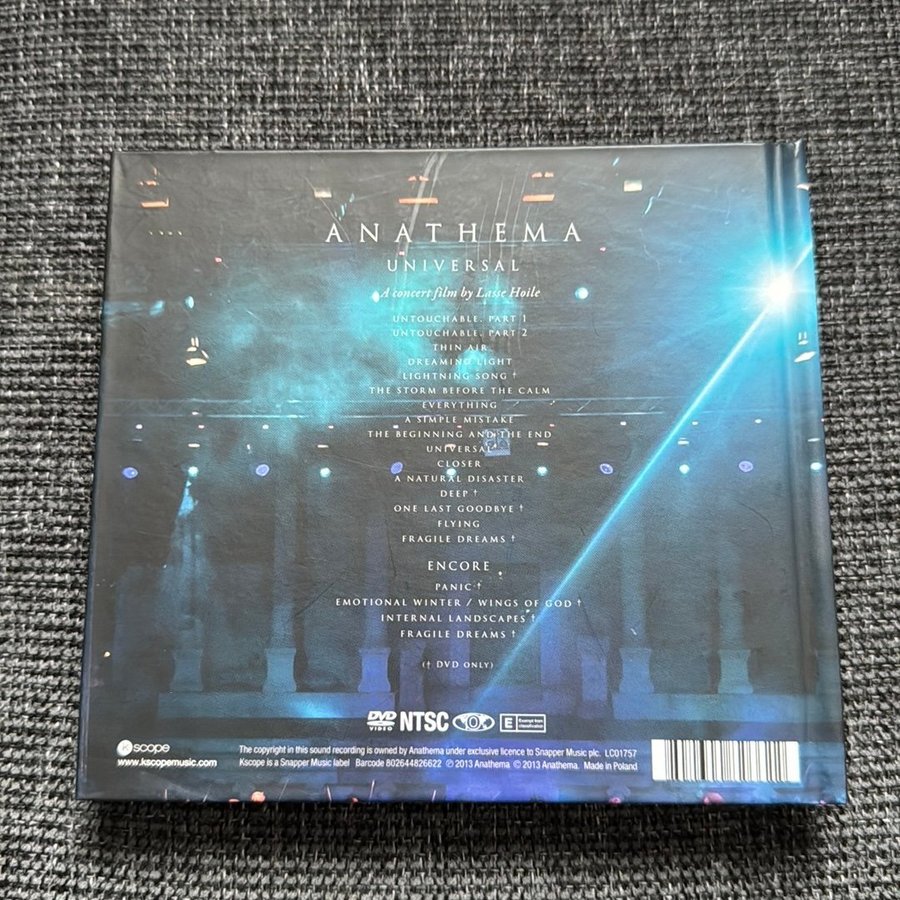 ANATHEMA
UNIVERSAL
A concert film by Lasse Hoile
UNTOUCHABLE, PART 1
UNTOUCHABLE, PART 2
THIN AIR
DREAMING LIGHT
LIGHTNING SONG †
THE STORM BEFORE THE CALM
EVERYTHING
A SIMPLE MISTAKE
THE BEGINNING AND THE END
UNIVERSAL
CLOSER
A NATURAL DISASTER
DEEP †
ONE LAST GOODBYE †
FLYING
FRAGILE DREAMS †
ENCORE
PANIC †
EMOTIONAL WINTER / WINGS OF GOD †
INTERNAL LANDSCAPES †
FRAGILE DREAMS †
(† DVD ONLY)
DVD VIDEO NTSC 0 E Exempt from classification
kscope
www.kscopemusic.com
The copyright in this sound recording is owned by Anathema under exclusive licence to Snapper Music plc. LC01757
Kscope is a Snapper Music label Barcode 802644826622 ℗ 2013 Anathema © 2013 Anathema. Made in Poland